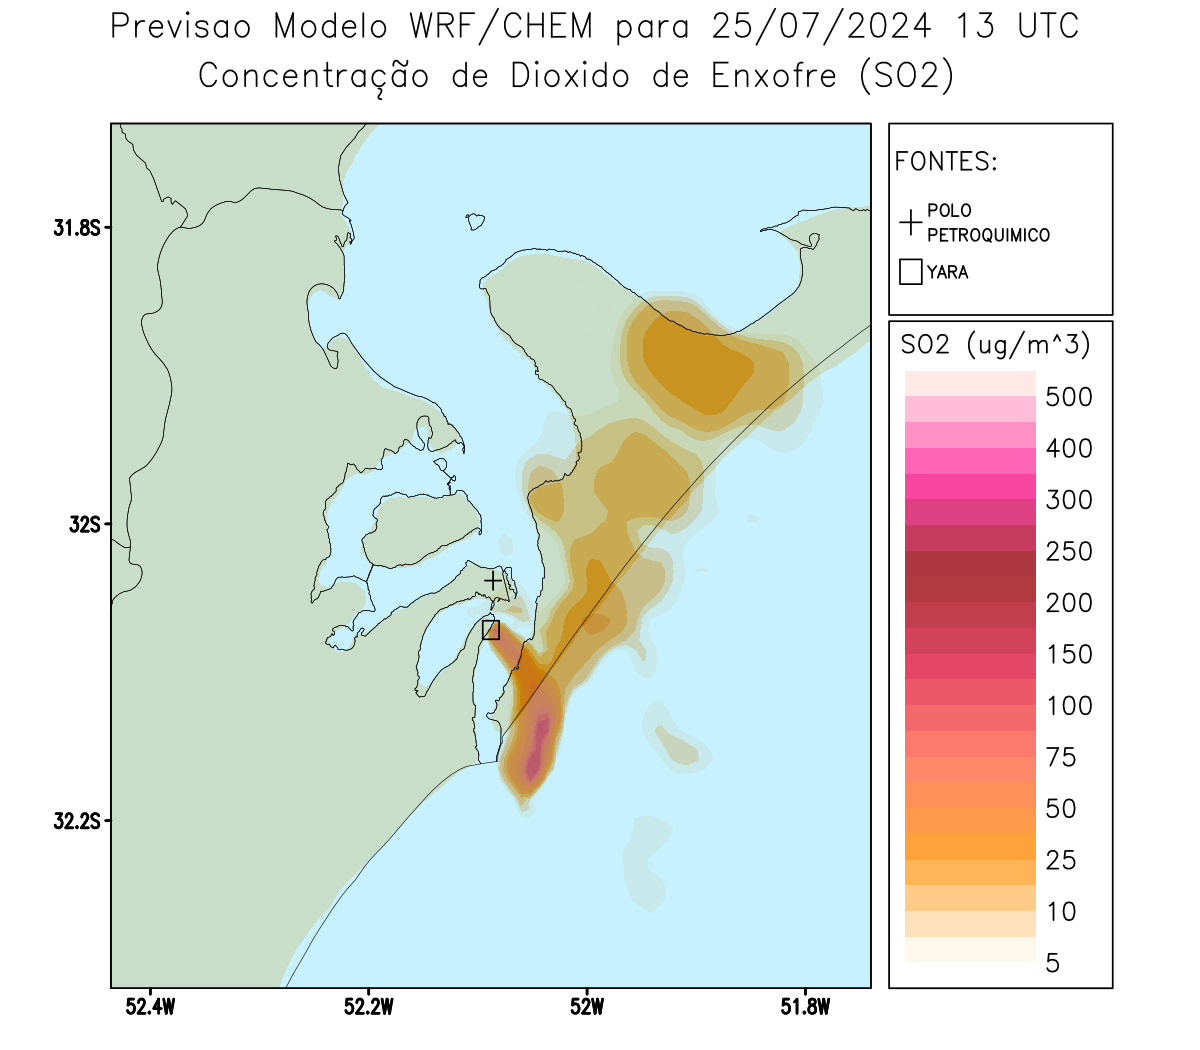 Previsao Modelo WRF/CHEM para 25/07/2024 13 UTC
Concentração de Dioxido de Enxofre (SO2)
FONTES:
POLO
PETROQUIMICO
YARA
SO2 (ug/m^3)
500
400
300
250
200
150
100
75
50
25
10
5
31.8S
32S
32.2S
52.4W
52.2W
52W
51.8W